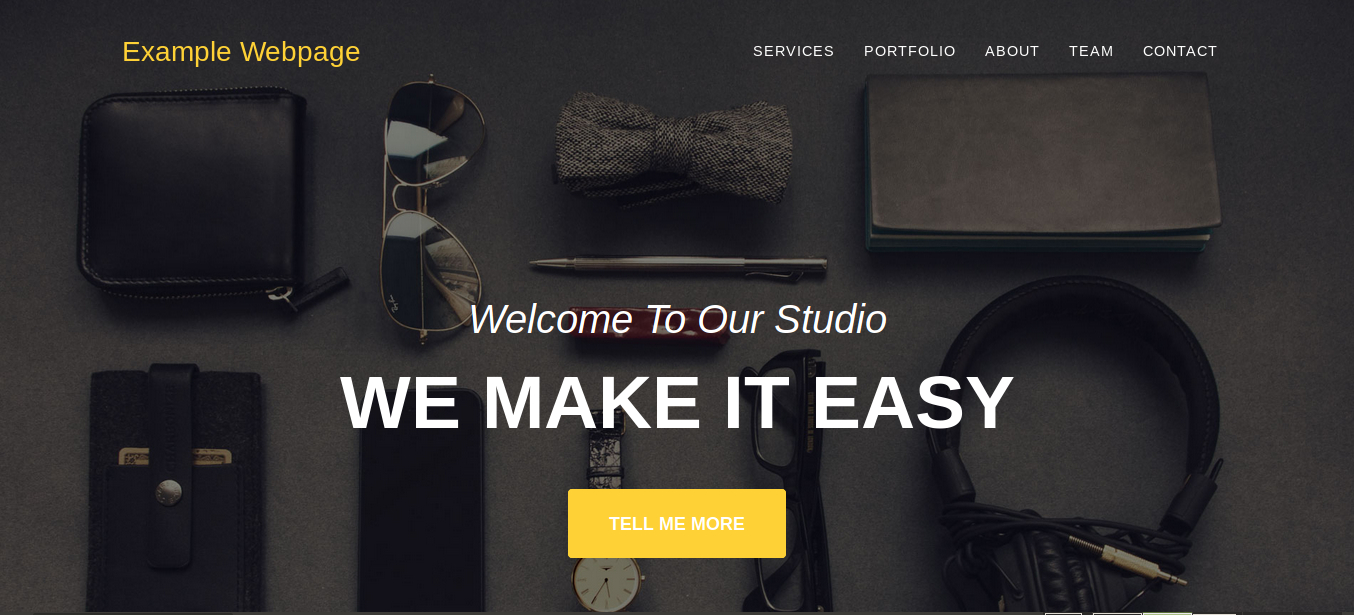 Example Webpage
SERVICES PORTFOLIO ABOUT TEAM CONTACT
Welcome To Our Studio
WE MAKE IT EASY
TELL ME MORE